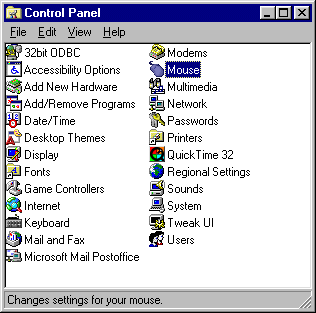 Control Panel
File Edit View Help
32bit ODBC
Accessibility Options
Add New Hardware
Add/Remove Programs
Date/Time
Desktop Themes
Display
Fonts
Game Controllers
Internet
Keyboard
Mail and Fax
Microsoft Mail Postoffice
Modems
Mouse
Multimedia
Network
Passwords
Printers
QuickTime 32
Regional Settings
Sounds
System
Tweak UI
Users
Changes settings for your mouse.